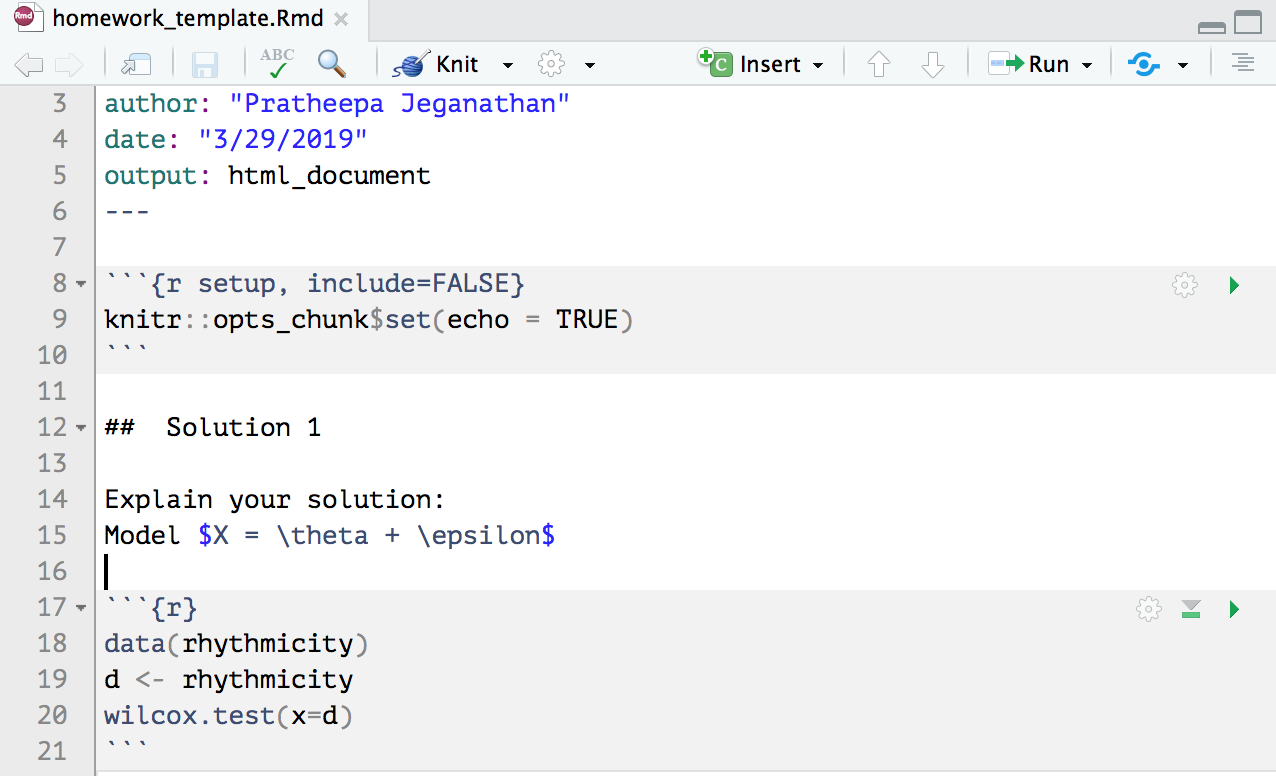 Rmd homework_template.Rmd
ABC Knit C Insert Run
3 author: "Pratheepa Jeganathan"
4 date: "3/29/2019"
5 output: html_document
6 ---
7
8 ```{r setup, include=FALSE}
9 knitr::opts_chunk$set(echo = TRUE)
10 ```
11
12 ##  Solution 1
13
14 Explain your solution:
15 Model $X = \theta + \epsilon$
16
17 ```{r}
18 data(rhythmicity)
19 d <- rhythmicity
20 wilcox.test(x=d)
21 ```